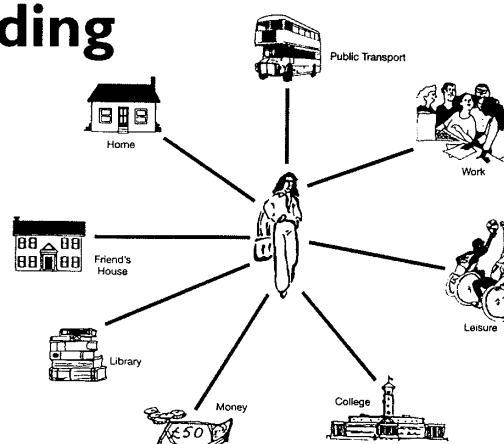 ding
Public Transport
Home
Work
Friend's
House
Leisure
Library
Money
£50
College